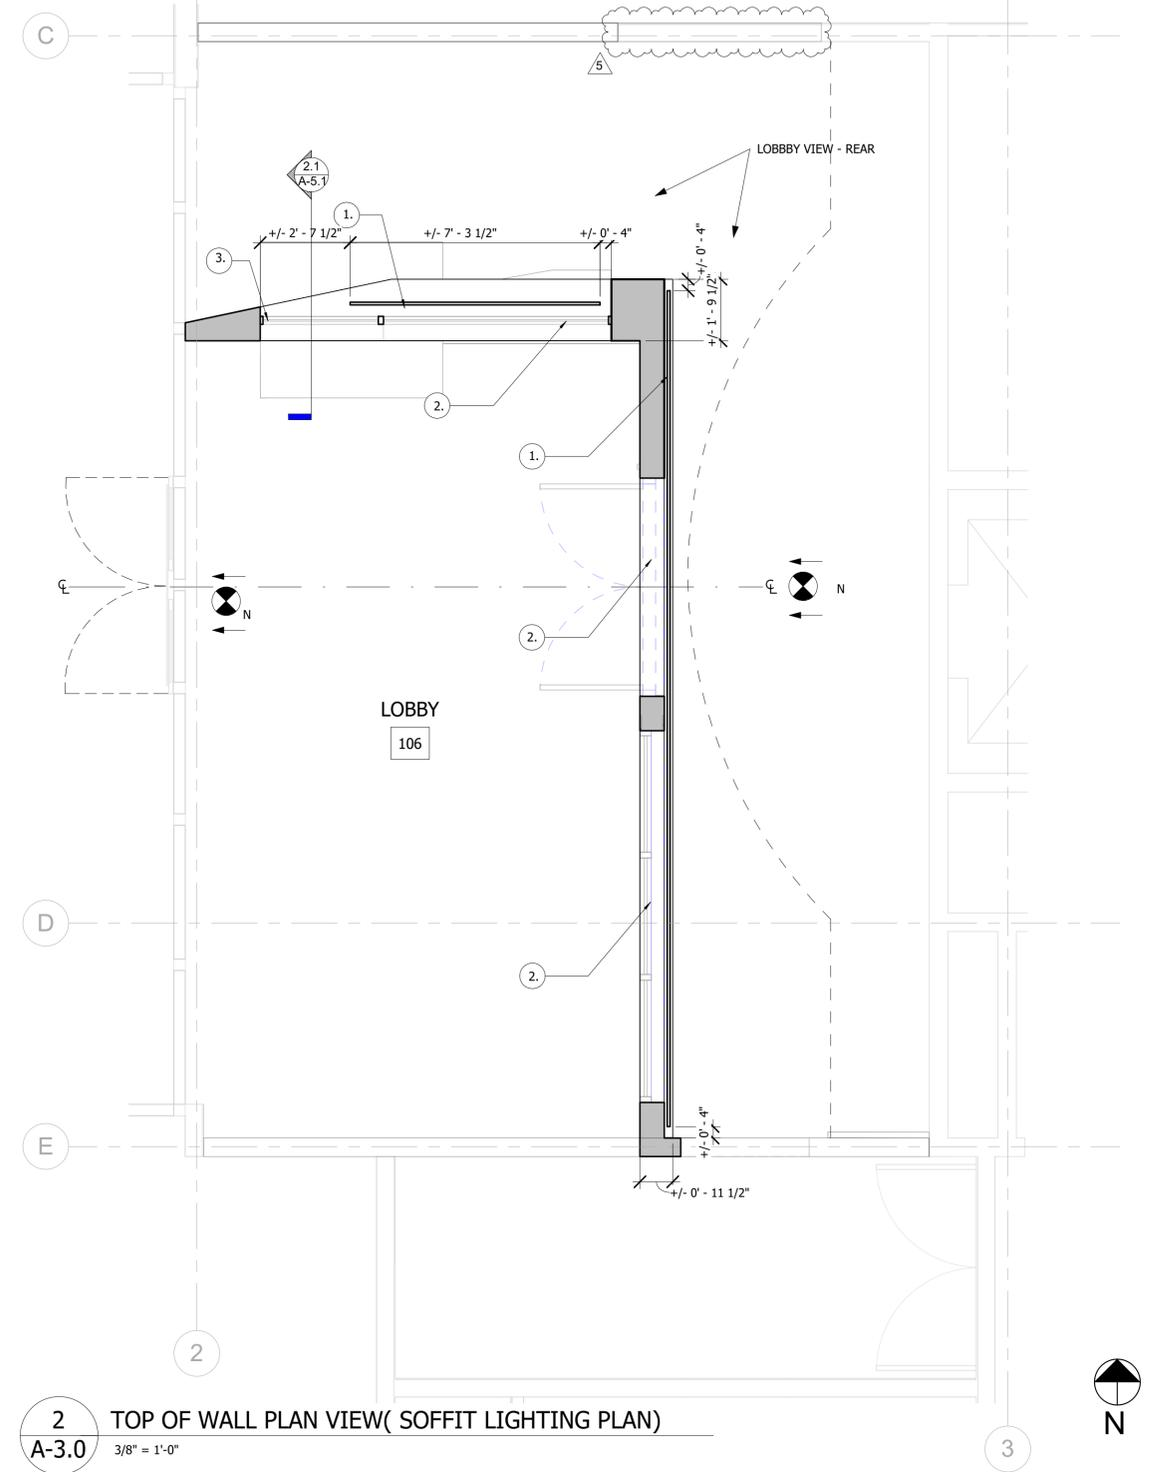 C
5
LOBBBY VIEW - REAR
2.1
A-5.1
1.
+/- 2' - 7 1/2"
+/- 7' - 3 1/2"
+/- 0' - 4"
+/- 0' - 4"
3.
+/- 1' - 9 1/2"
2.
1.
℄
N
℄
N
2.
LOBBY
106
D
2.
+/- 0' - 4"
E
+/- 0' - 11 1/2"
2
N
2
A-3.0
TOP OF WALL PLAN VIEW( SOFFIT LIGHTING PLAN)
3/8" = 1'-0"
3